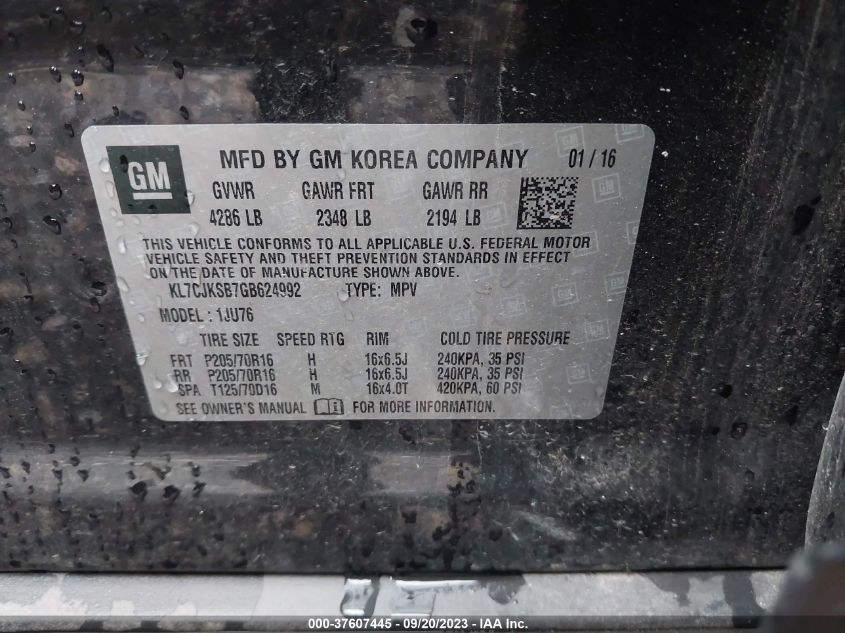 GM
MFD BY GM KOREA COMPANY 01 / 16
GVWR GAWR FRT GAWR RR
4286 LB 2348 LB 2194 LB
THIS VEHICLE CONFORMS TO ALL APPLICABLE U.S. FEDERAL MOTOR
VEHICLE SAFETY AND THEFT PREVENTION STANDARDS IN EFFECT
ON THE DATE OF MANUFACTURE SHOWN ABOVE.
KL7CJKSB7GB624992 TYPE: MPV
MODEL : 1JU76
TIRE SIZE SPEED RTG RIM COLD TIRE PRESSURE
FRT P205/70R16 H 16x6.5J 240KPA, 35 PSI
RR P205/70R16 H 16x6.5J 240KPA, 35 PSI
SPA T125/70D16 M 16x4.0T 420KPA, 60 PSI
SEE OWNER'S MANUAL FOR MORE INFORMATION.
000-37607445 - 09/20/2023 - IAA Inc.